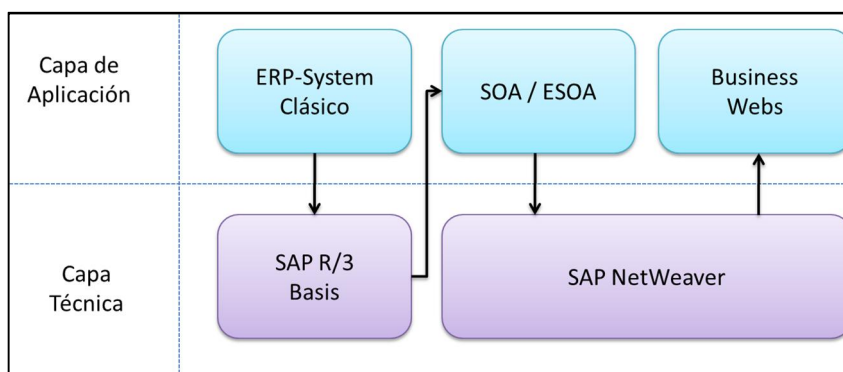 Capa de
Aplicación
ERP-System
Clásico
SOA / ESOA
Business
Webs
Capa
Técnica
SAP R/3
Basis
SAP NetWeaver